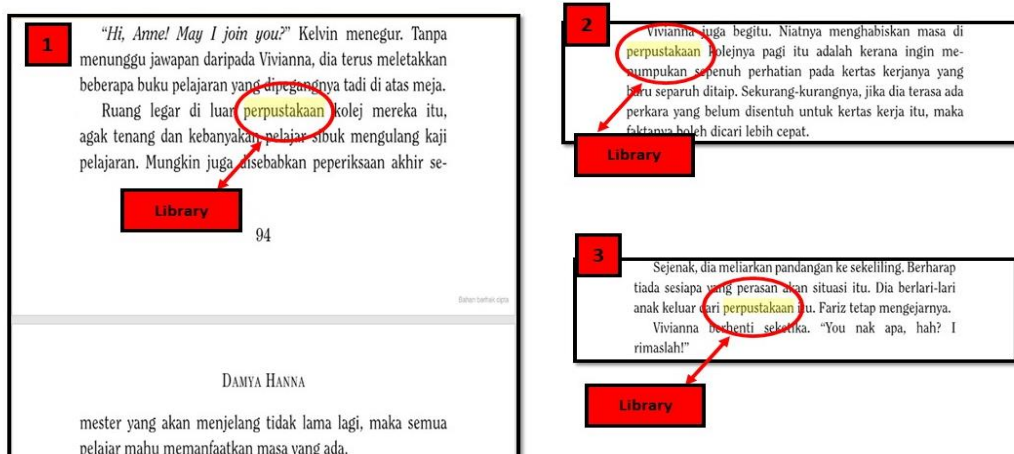 1
“Hi, Anne! May I join you?” Kelvin menegur. Tanpa
menunggu jawapan daripada Vivianna, dia terus meletakkan
beberapa buku pelajaran yang dipegangnya tadi di atas meja.
Ruang legar di luar perpustakaan kolej mereka itu,
agak tenang dan kebanyakan pelajar sibuk mengulang kaji
pelajaran. Mungkin juga disebabkan peperiksaan akhir se-
Library
94
Bahan berhak cipta
DAMYA HANNA
mester yang akan menjelang tidak lama lagi, maka semua
pelajar mahu memanfaatkan masa yang ada.
2
Vivianna juga begitu. Niatnya menghabiskan masa di
perpustakaan kolejnya pagi itu adalah kerana ingin me-
numpukan sepenuh perhatian pada kertas kerjanya yang
baru separuh ditaip. Sekurang-kurangnya, jika dia terasa ada
perkara yang belum disentuh untuk kertas kerja itu, maka
faktanya boleh dicari lebih cepat.
Library
3
Sejenak, dia meliarkan pandangan ke sekeliling. Berharap
tiada sesiapa yang perasan akan situasi itu. Dia berlari-lari
anak keluar dari perpustakaan itu. Fariz tetap mengejarnya.
Vivianna berhenti seketika. “You nak apa, hah? I
rimaslah!”
Library